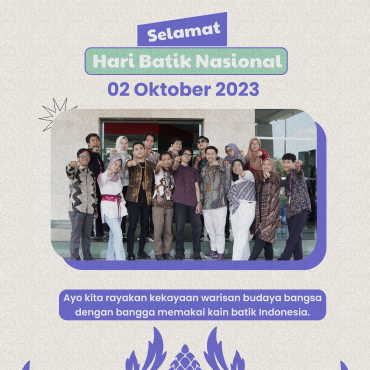 Selamat
Hari Batik Nasional
02 Oktober 2023
Ayo kita rayakan kekayaan warisan budaya bangsa
dengan bangga memakai kain batik Indonesia.